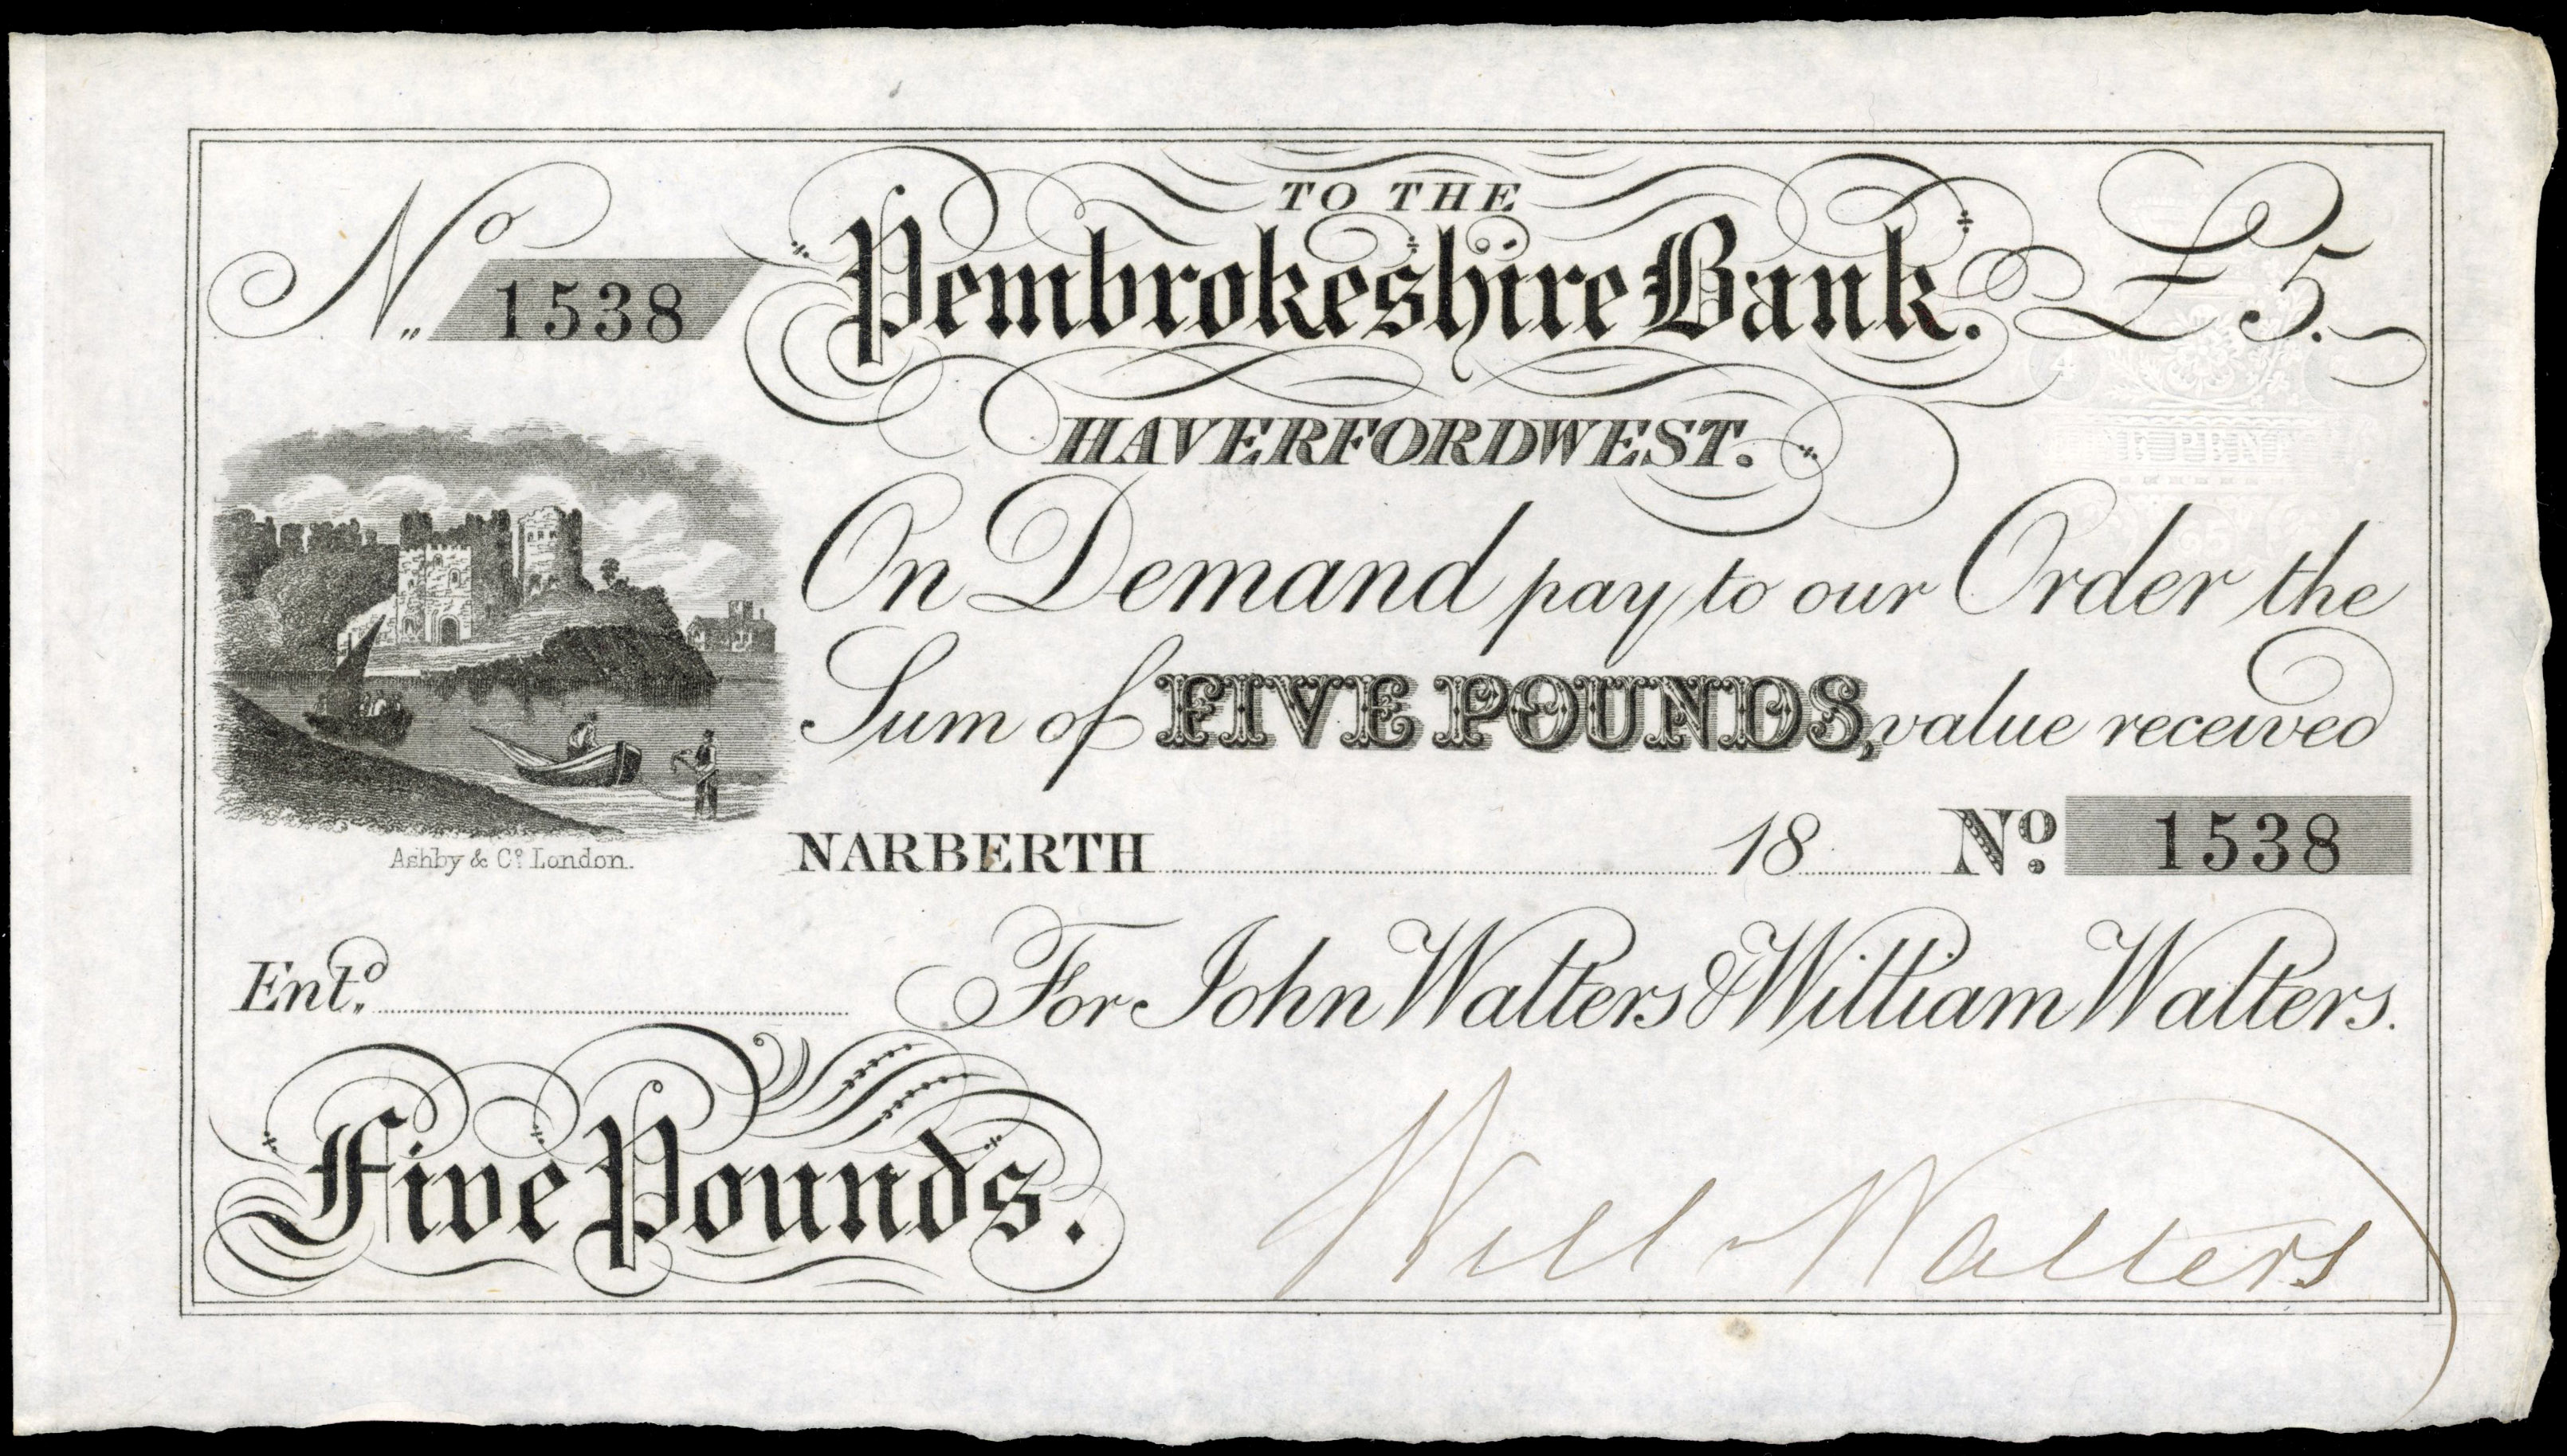 TO THE
No. 1538 Pembrokeshire Bank. £5.
HAVERFORDWEST.
On Demand pay to our Order the
Sum of FIVE POUNDS, value received
Ashby & Co. London.
NARBERTH 18 No. 1538
Entd. For John Walters & William Walters.
Five Pounds.
Will Walters